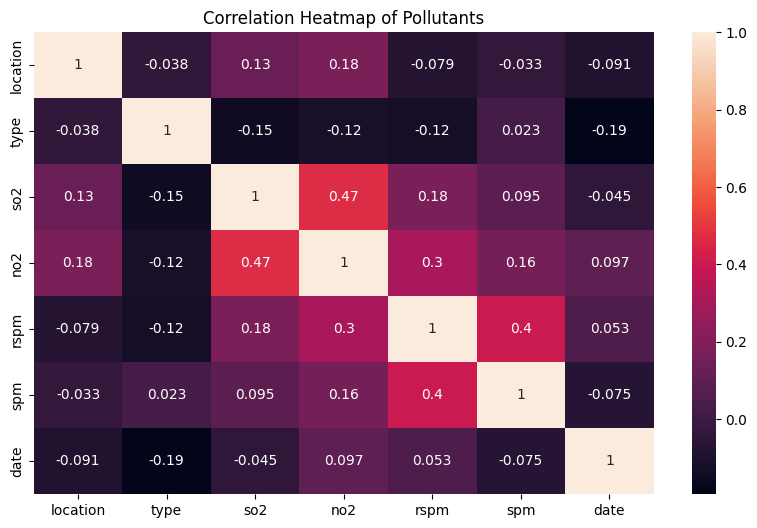 Correlation Heatmap of Pollutants
location 1 -0.038 0.13 0.18 -0.079 -0.033 -0.091
type -0.038 1 -0.15 -0.12 -0.12 0.023 -0.19
so2 0.13 -0.15 1 0.47 0.18 0.095 -0.045
no2 0.18 -0.12 0.47 1 0.3 0.16 0.097
rspm -0.079 -0.12 0.18 0.3 1 0.4 0.053
spm -0.033 0.023 0.095 0.16 0.4 1 -0.075
date -0.091 -0.19 -0.045 0.097 0.053 -0.075 1
location type so2 no2 rspm spm date
1.0
0.8
0.6
0.4
0.2
0.0